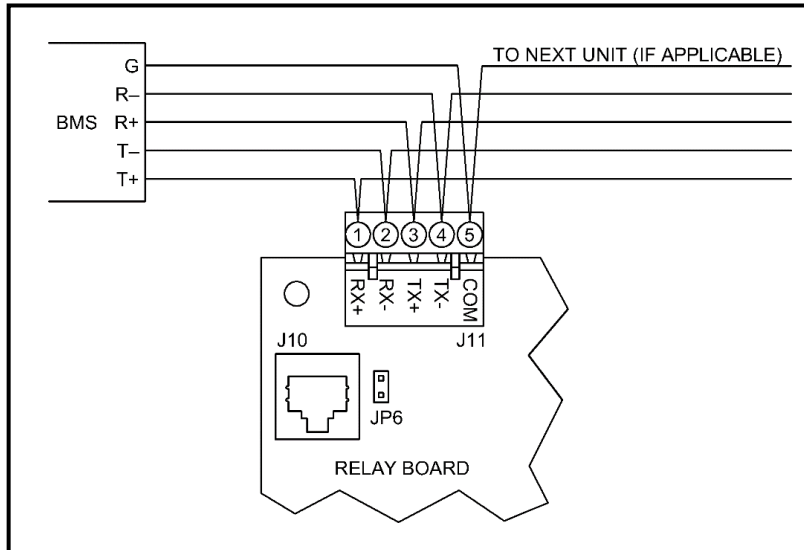 TO NEXT UNIT (IF APPLICABLE)
G
R–
BMS R+
T–
T+
1 2 3 4 5
RX+ RX- TX+ TX- COM
J10 J11
JP6
RELAY BOARD